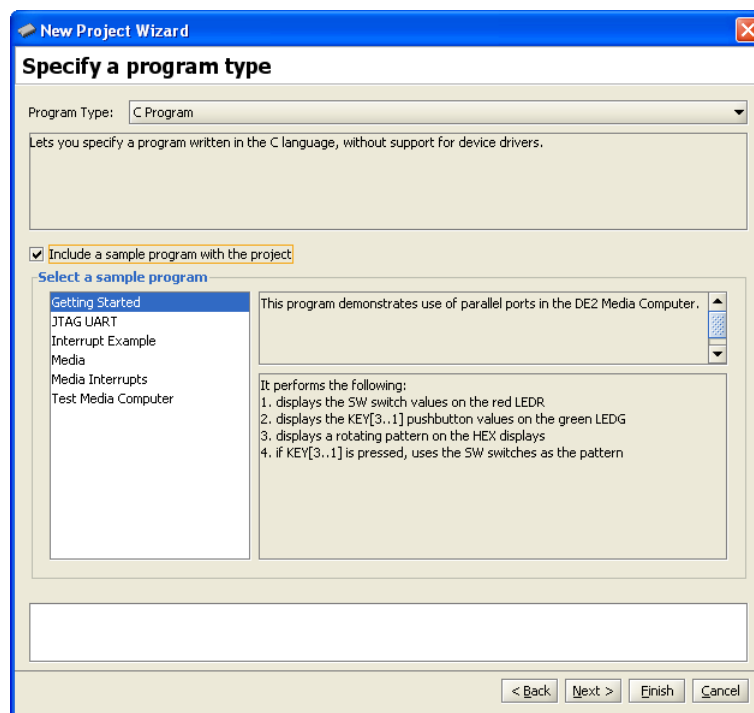 New Project Wizard
Specify a program type
Program Type: C Program
Lets you specify a program written in the C language, without support for device drivers.
Include a sample program with the project
Select a sample program
Getting Started
JTAG UART
Interrupt Example
Media
Media Interrupts
Test Media Computer
This program demonstrates use of parallel ports in the DE2 Media Computer.
It performs the following:
1. displays the SW switch values on the red LEDR
2. displays the KEY[3..1] pushbutton values on the green LEDG
3. displays a rotating pattern on the HEX displays
4. if KEY[3..1] is pressed, uses the SW switches as the pattern
< Back Next > Finish Cancel